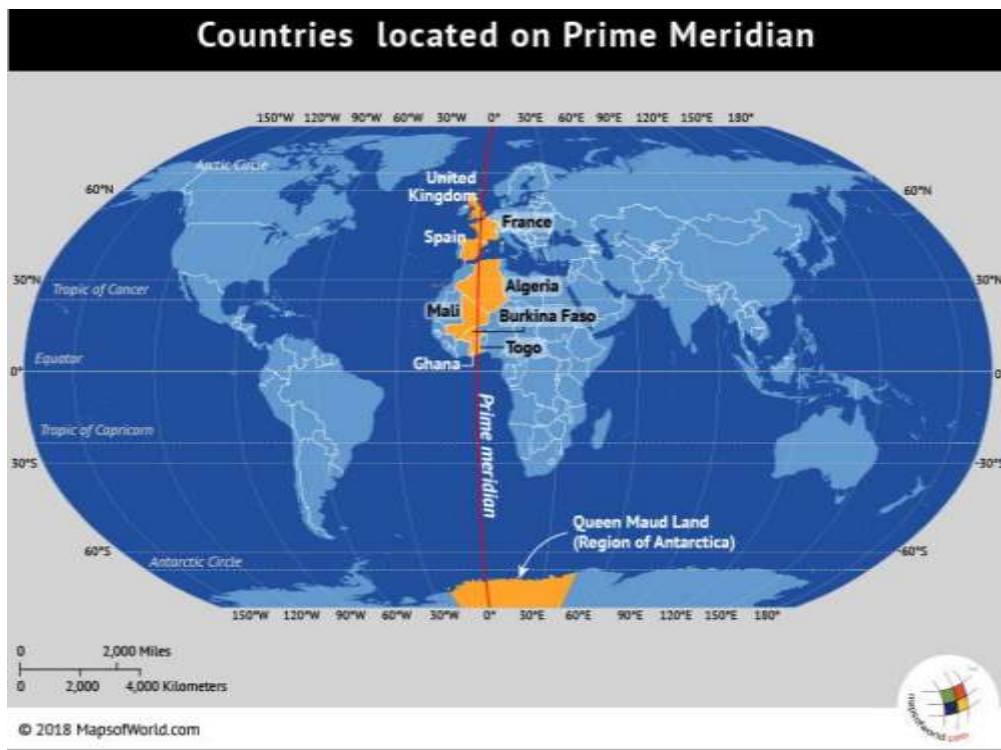 Countries located on Prime Meridian
150°W 120°W 90°W 60°W 30°W 0° 30°E 60°E 90°E 120°E 150°E 180°
Arctic Circle
60°N
60°N
United
Kingdom
France
Spain
30°N
30°N
Tropic of Cancer
Algeria
Mali
Burkina Faso
Togo
Ghana
Equator
0°
0
Prime meridian
Tropic of Capricorn
30°S
30°S
Queen Maud Land
(Region of Antarctica)
60°S
60°S
Antarctic Circle
150°W 120°W 90°W 60°W 30°W 0° 30°E 60°E 90°E 120°E 150°E 180°
0 2,000 Miles
0 2,000 4,000 Kilometers
© 2018 MapsofWorld.com
mapsofworld.com